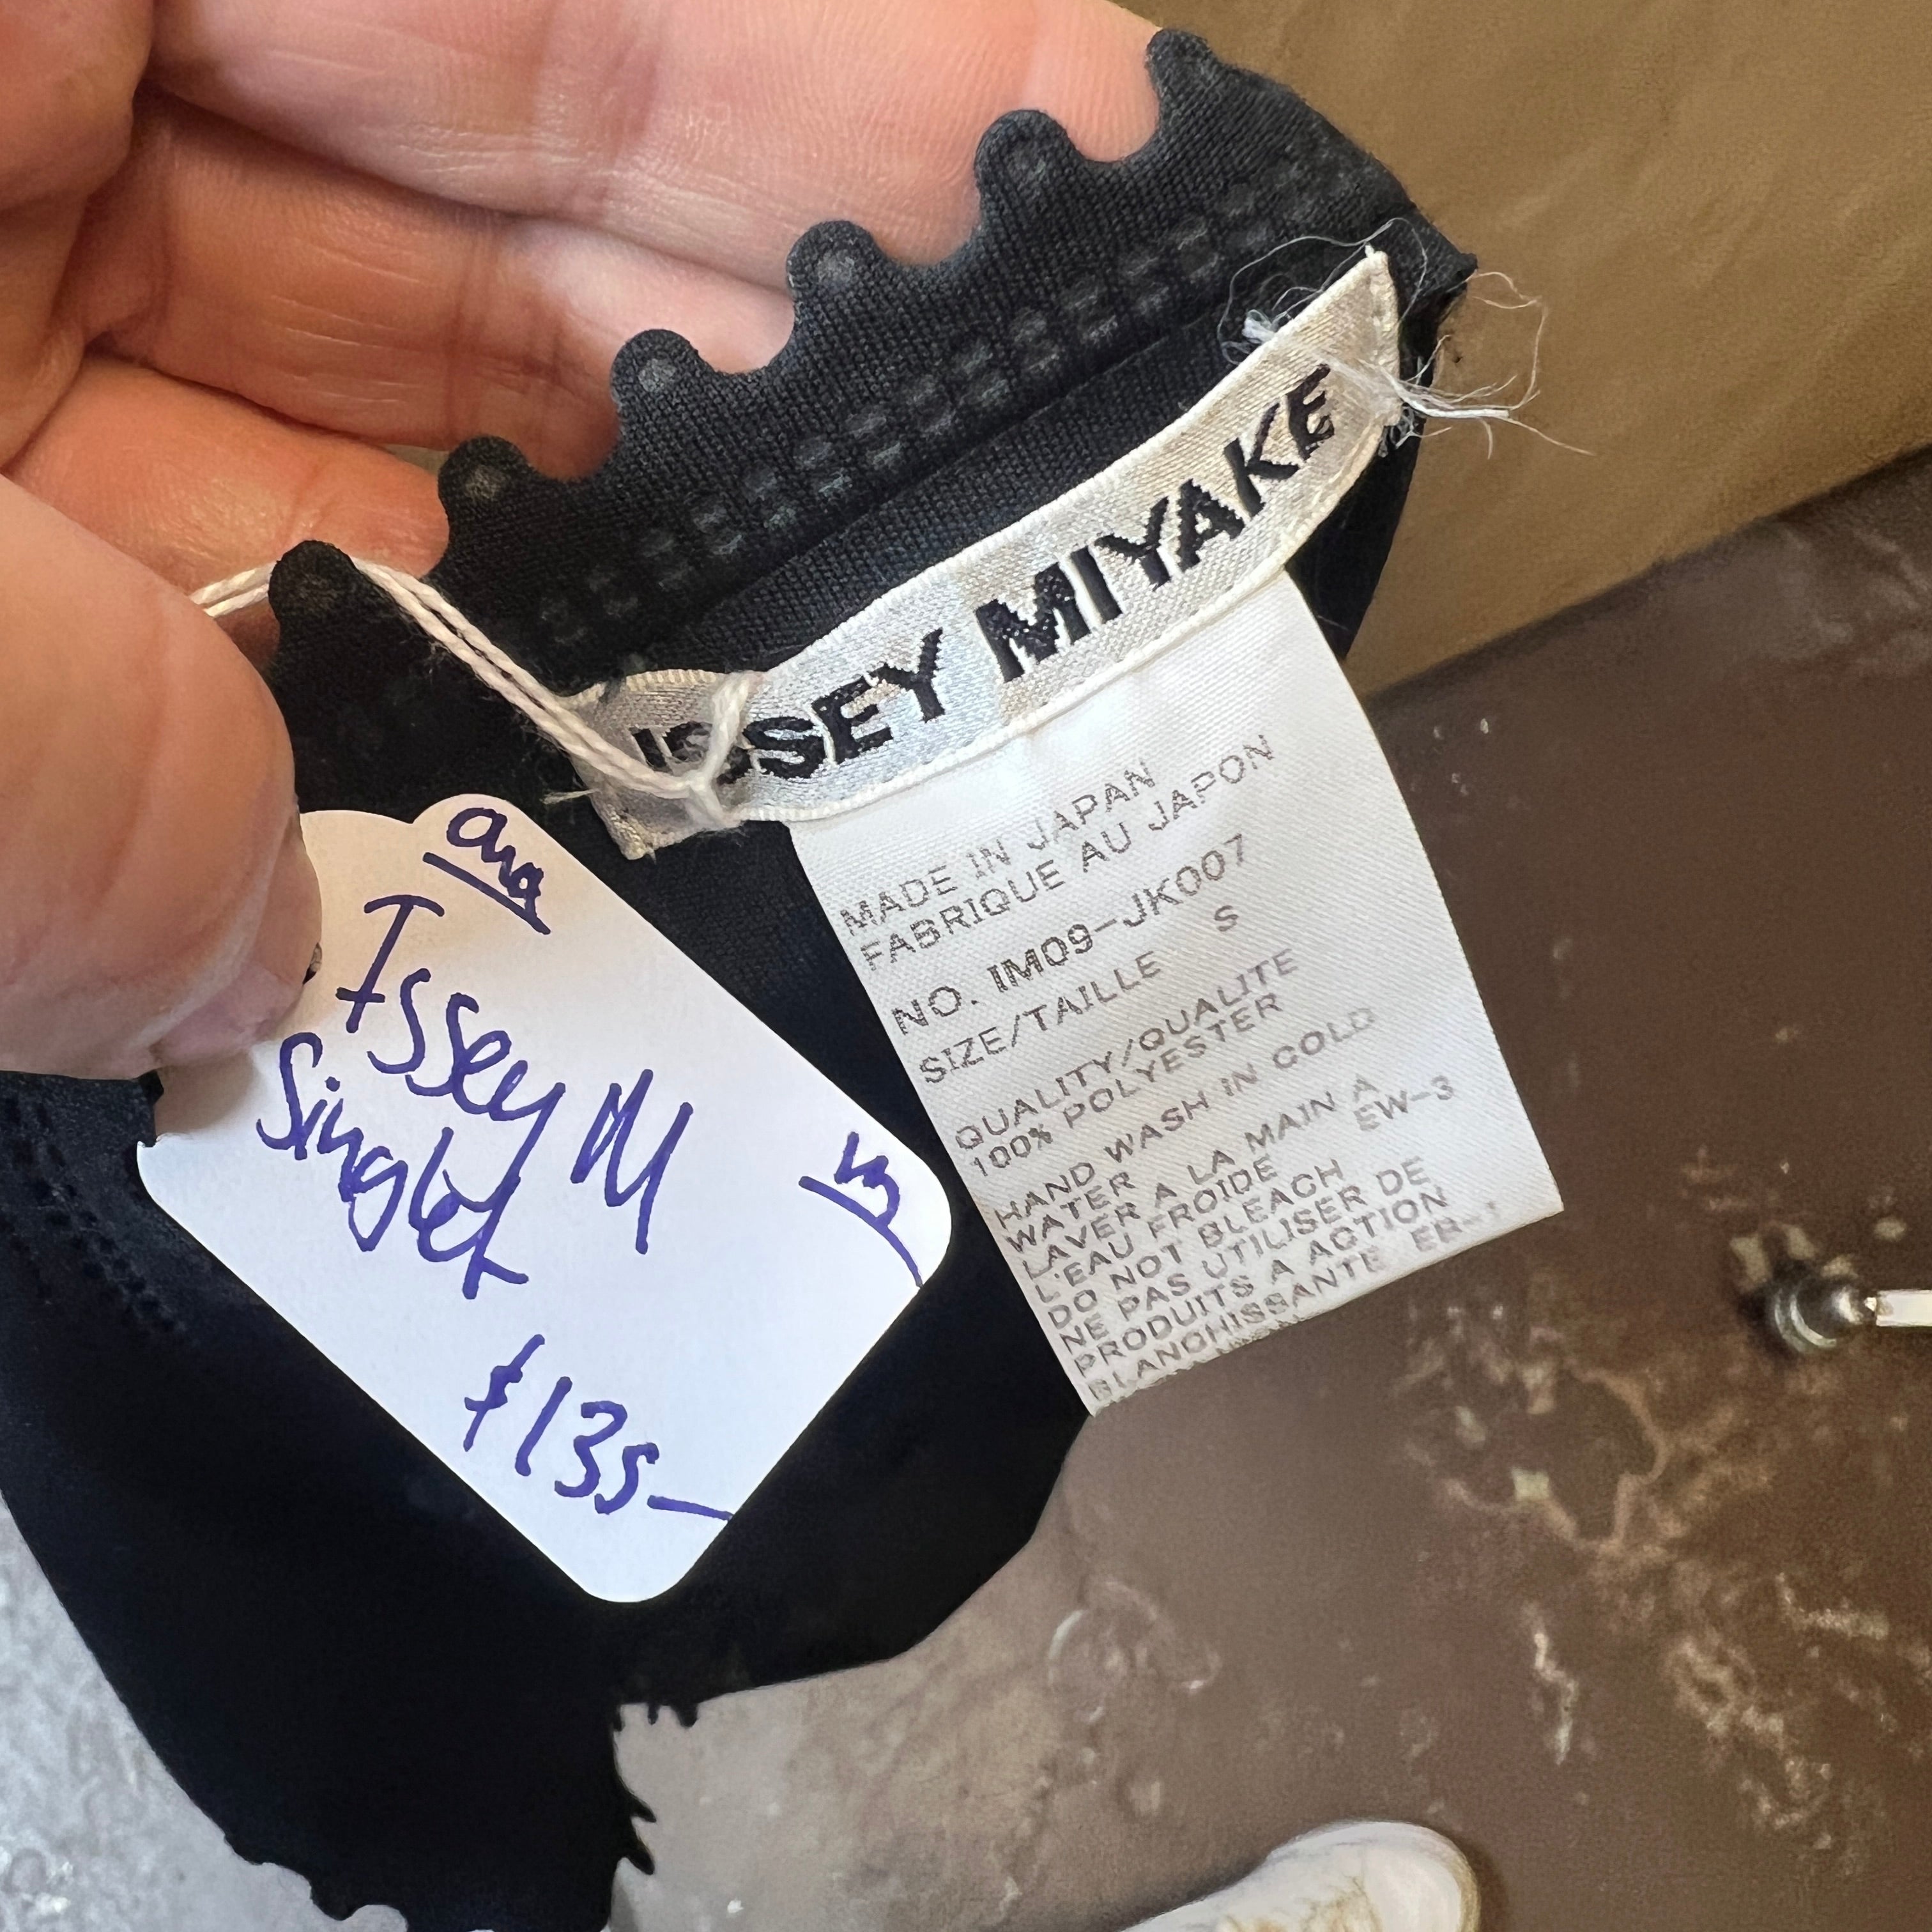 ISSEY MIYAKE
MADE IN JAPAN
FABRIQUE AU JAPON
NO. IM09-JK007
SIZE/TAILLE S
QUALITY/QUALITE
100% POLYESTER
HAND WASH IN COLD
WATER
LAVER A LA MAIN A
L'EAU FROIDE EW-3
DO NOT BLEACH
NE PAS UTILISER DE
PRODUITS A ACTION
BLANCHISSANTE EB-1
Issey M
Singlet
$135-